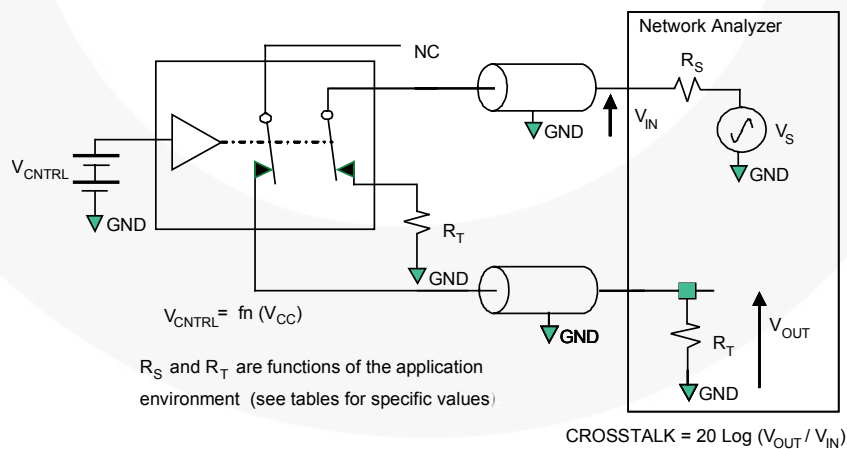 Network Analyzer
NC
R_S
V_IN
V_S
GND
GND
V_CNTRL
GND
R_T
GND
V_CNTRL = fn (V_CC)
GND
R_T
V_OUT
GND
R_S and R_T are functions of the application
environment (see tables for specific values)
CROSSTALK = 20 Log (V_OUT / V_IN)